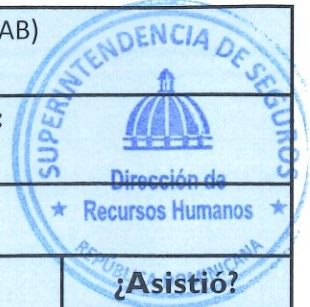 AB)
SUPERINTENDENCIA DE SEGUROS
:
Dirección de
Recursos Humanos
REPÚBLICA DOMINICANA
¿Asistió?